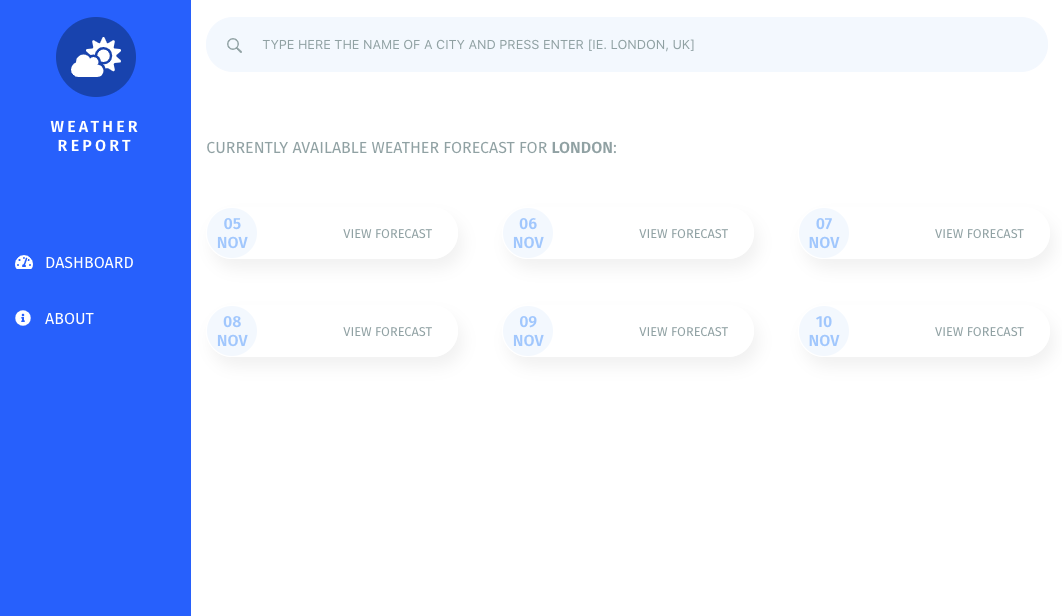 WEATHER
REPORT
DASHBOARD
ABOUT
TYPE HERE THE NAME OF A CITY AND PRESS ENTER [IE. LONDON, UK]
CURRENTLY AVAILABLE WEATHER FORECAST FOR LONDON:
05
NOV
VIEW FORECAST
06
NOV
VIEW FORECAST
07
NOV
VIEW FORECAST
08
NOV
VIEW FORECAST
09
NOV
VIEW FORECAST
10
NOV
VIEW FORECAST